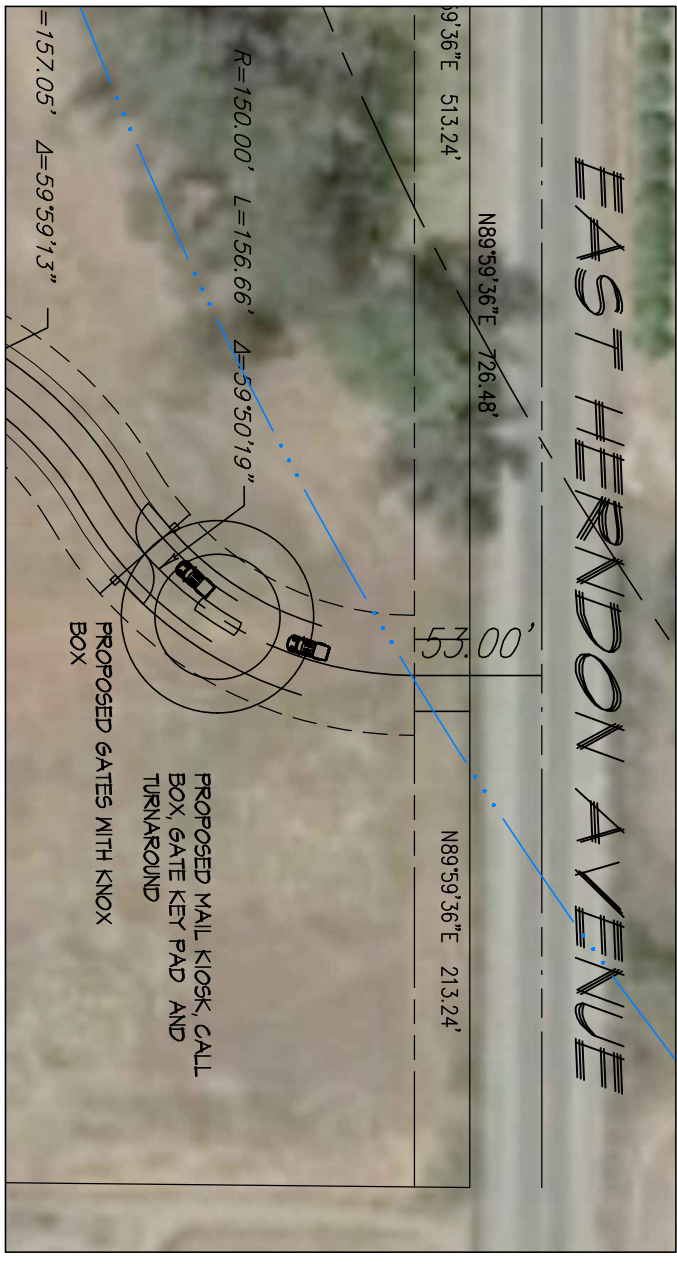 EAST HERNDON AVENUE
N89°59'36"E 726.48'
59'36"E 513.24'
N89°59'36"E 213.24'
53.00'
R=150.00' L=156.66' Δ=59°50'19"
=157.05' Δ=59°59'13"
PROPOSED MAIL KIOSK, CALL
BOX, GATE KEY PAD AND
TURNAROUND
PROPOSED GATES WITH KNOX
BOX